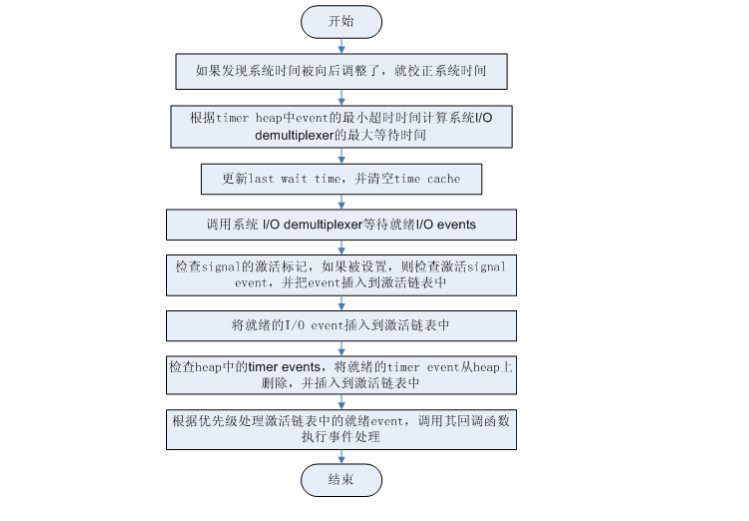 开始
如果发现系统时间被向后调整了，就校正系统时间
根据timer heap中event的最小超时时间计算系统I/O
demultiplexer的最大等待时间
更新last wait time，并清空time cache
调用系统 I/O demultiplexer等待就绪I/O events
检查signal的激活标记，如果被设置，则检查激活signal
event，并把event插入到激活链表中
将就绪的I/O event插入到激活链表中
检查heap中的timer events，将就绪的timer event从heap上
删除，并插入到激活链表中
根据优先级处理激活链表中的就绪event，调用其回调函数
执行事件处理
结束